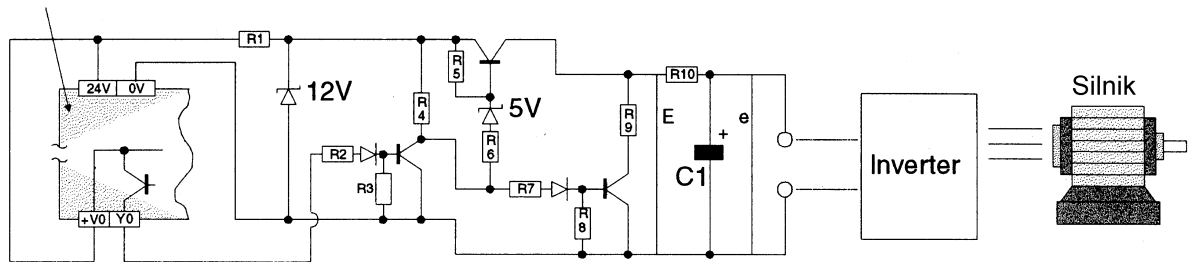 R1
24V 0V
12V
R4
R5
5V
R6
R2
R3
R7
R8
R9
R10
E
e
+
C1
+V0 Y0
Inverter
Silnik